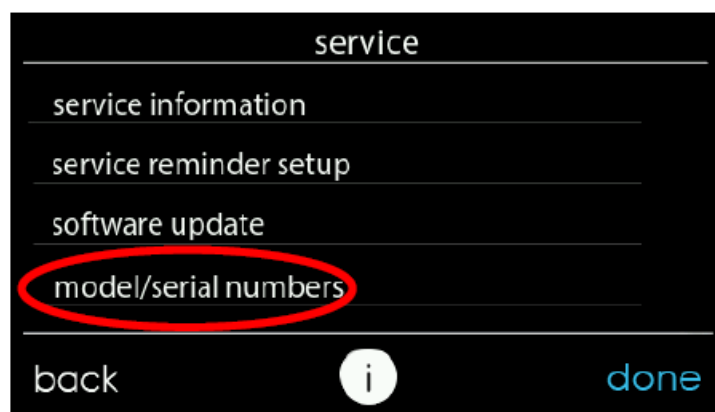 service
service information
service reminder setup
software update
model/serial numbers
back i done